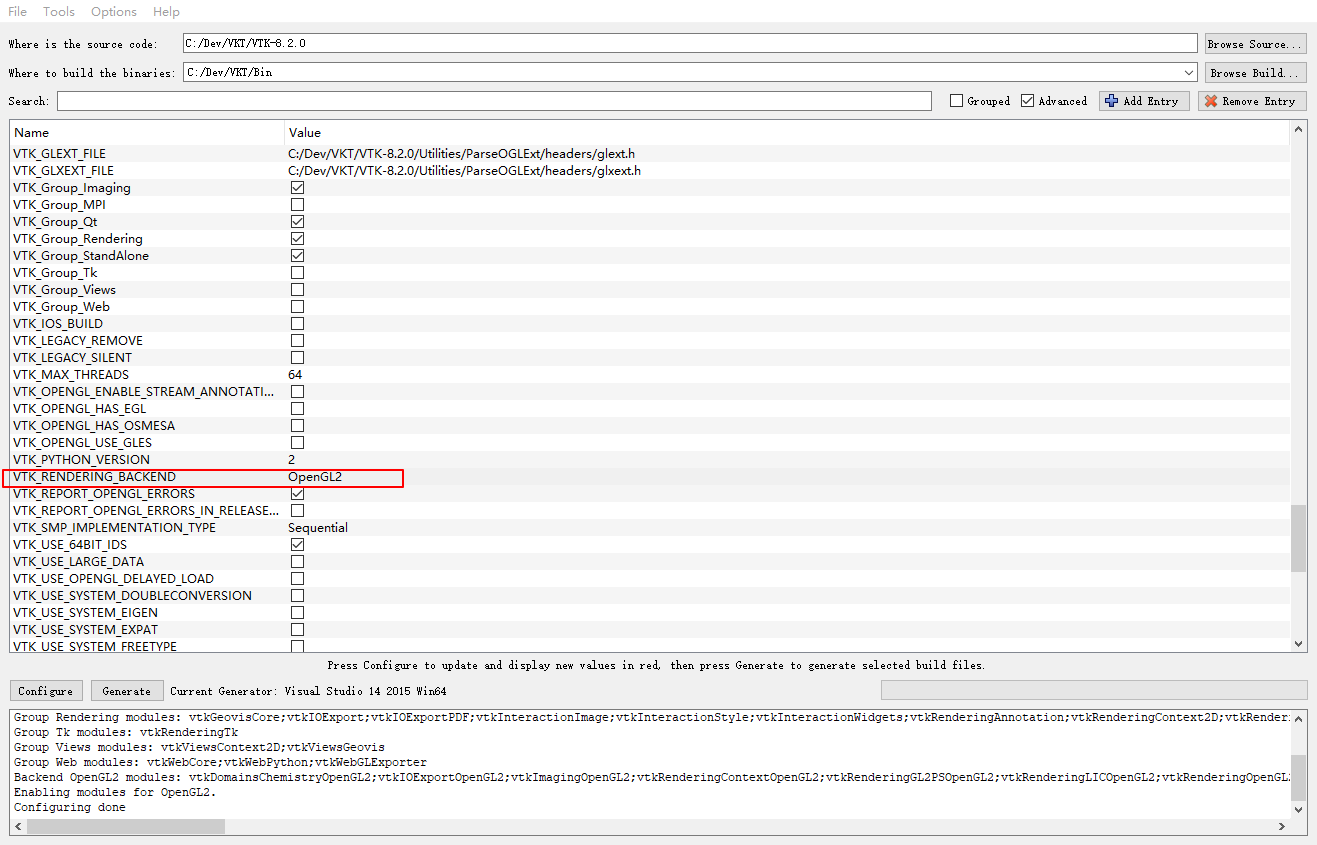 File Tools Options Help
Where is the source code: C:/Dev/VKT/VTK-8.2.0 Browse Source...
Where to build the binaries: C:/Dev/VKT/Bin Browse Build...
Search: Grouped Advanced Add Entry Remove Entry
Name Value
VTK_GLEXT_FILE C:/Dev/VKT/VTK-8.2.0/Utilities/ParseOGLExt/headers/glext.h
VTK_GLXEXT_FILE C:/Dev/VKT/VTK-8.2.0/Utilities/ParseOGLExt/headers/glxext.h
VTK_Group_Imaging
VTK_Group_MPI
VTK_Group_Qt
VTK_Group_Rendering
VTK_Group_StandAlone
VTK_Group_Tk
VTK_Group_Views
VTK_Group_Web
VTK_IOS_BUILD
VTK_LEGACY_REMOVE
VTK_LEGACY_SILENT
VTK_MAX_THREADS 64
VTK_OPENGL_ENABLE_STREAM_ANNOTATI...
VTK_OPENGL_HAS_EGL
VTK_OPENGL_HAS_OSMESA
VTK_OPENGL_USE_GLES
VTK_PYTHON_VERSION 2
VTK_RENDERING_BACKEND OpenGL2
VTK_REPORT_OPENGL_ERRORS
VTK_REPORT_OPENGL_ERRORS_IN_RELEASE...
VTK_SMP_IMPLEMENTATION_TYPE Sequential
VTK_USE_64BIT_IDS
VTK_USE_LARGE_DATA
VTK_USE_OPENGL_DELAYED_LOAD
VTK_USE_SYSTEM_DOUBLECONVERSION
VTK_USE_SYSTEM_EIGEN
VTK_USE_SYSTEM_EXPAT
VTK_USE_SYSTEM_FREETYPE
Press Configure to update and display new values in red, then press Generate to generate selected build files.
Configure Generate Current Generator: Visual Studio 14 2015 Win64
Group Rendering modules: vtkGeovisCore;vtkIOExport;vtkIOExportPDF;vtkInteractionImage;vtkInteractionStyle;vtkInteractionWidgets;vtkRenderingAnnotation;vtkRenderingContext2D;vtkRenderi
Group Tk modules: vtkRenderingTk
Group Views modules: vtkViewsContext2D;vtkViewsGeovis
Group Web modules: vtkWebCore;vtkWebPython;vtkWebGLExporter
Backend OpenGL2 modules: vtkDomainsChemistryOpenGL2;vtkIOExportOpenGL2;vtkImagingOpenGL2;vtkRenderingContextOpenGL2;vtkRenderingGL2PSOpenGL2;vtkRenderingLICOpenGL2;vtkRenderingOpenGL2
Enabling modules for OpenGL2.
Configuring done